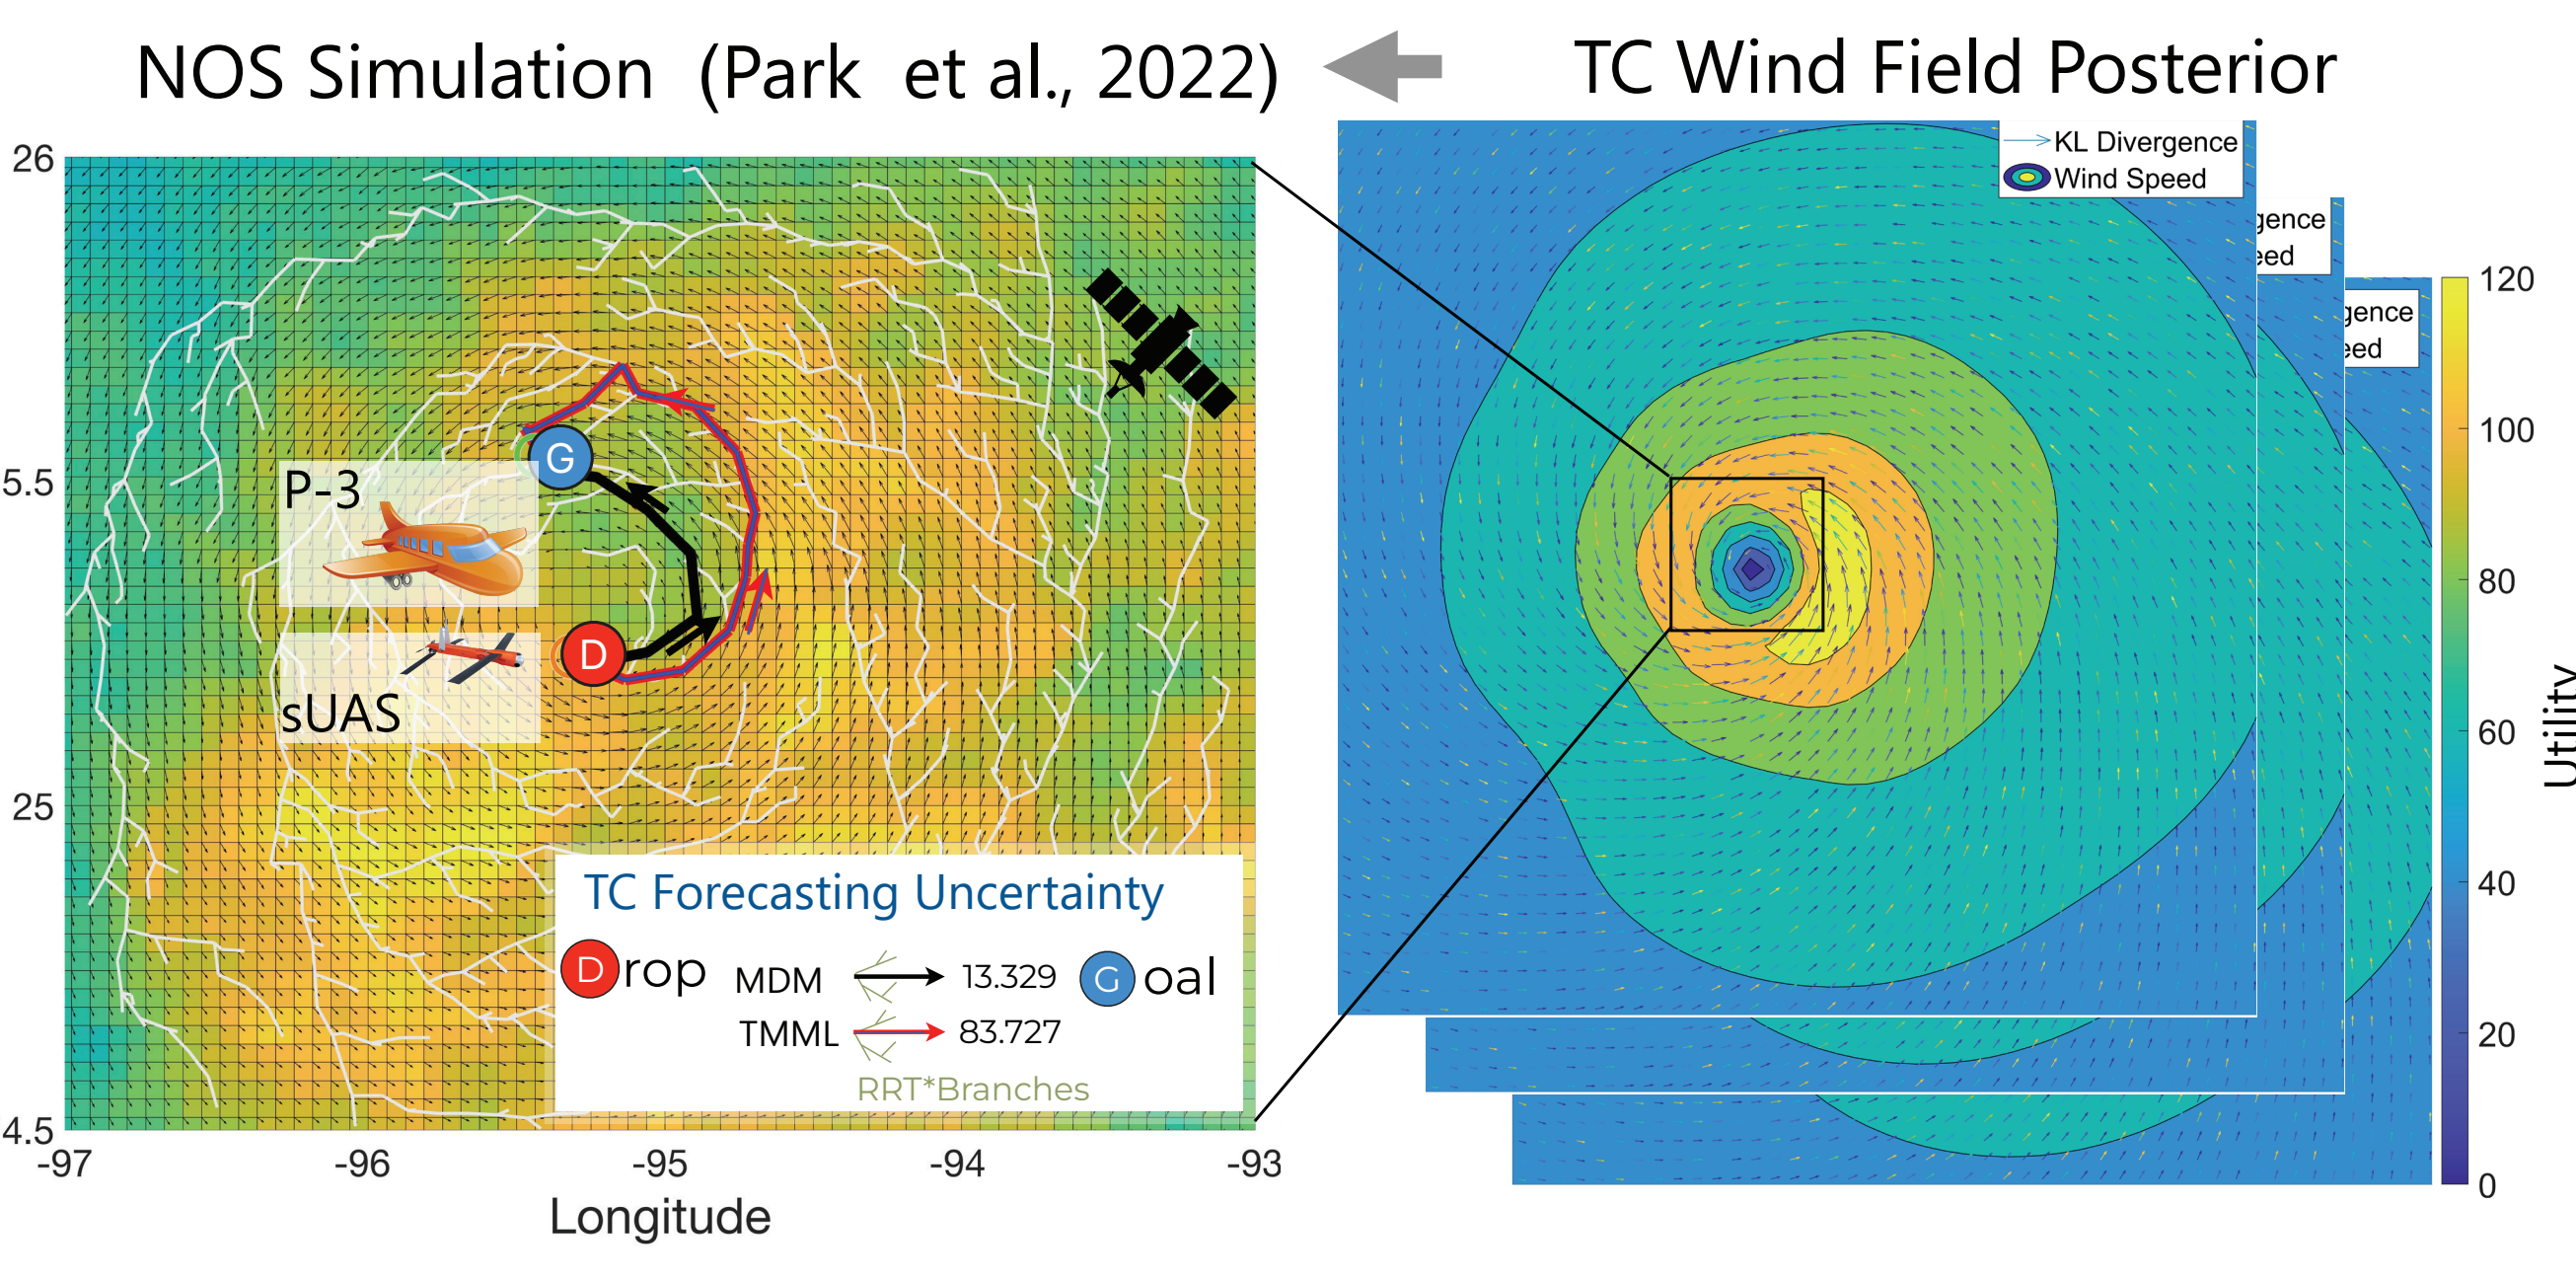 NOS Simulation (Park et al., 2022)
TC Wind Field Posterior
KL Divergence
Wind Speed
gence
eed
gence
eed
26
5.5
25
4.5
-97
-96
-95
-94
-93
Longitude
P-3
sUAS
G
D
TC Forecasting Uncertainty
D rop
MDM
13.329
G oal
TMML
83.727
RRT*Branches
120
100
80
60
40
20
0
Utility